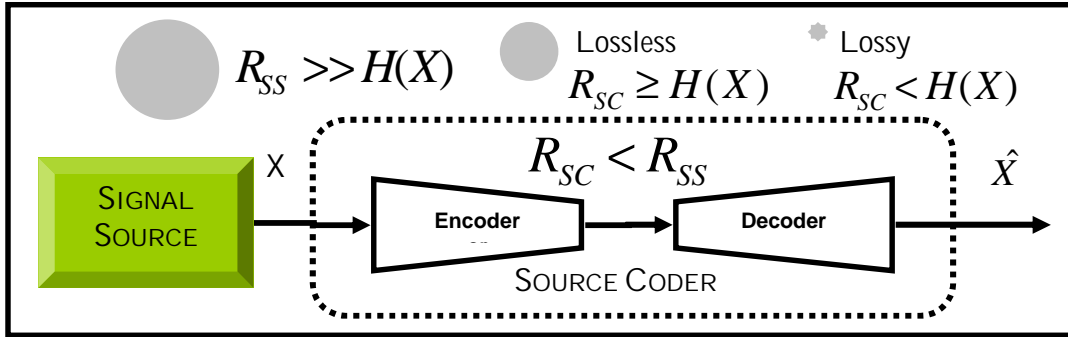 R_SS >> H(X)
Lossless
R_SC ≥ H(X)
Lossy
R_SC < H(X)
X
R_SC < R_SS
X̂
SIGNAL
SOURCE
Encoder
Decoder
SOURCE CODER